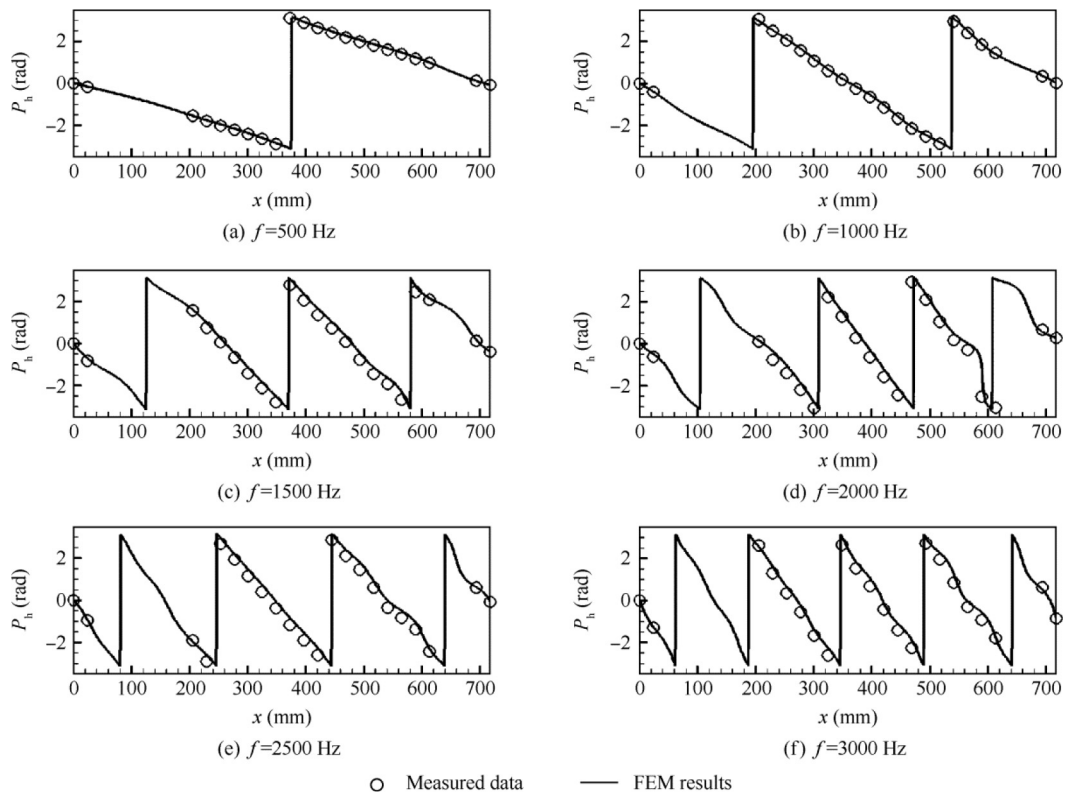 2
0
−2
P_h (rad)
0 100 200 300 400 500 600 700
x (mm)
(a) f=500 Hz
2
0
−2
P_h (rad)
0 100 200 300 400 500 600 700
x (mm)
(b) f=1000 Hz
2
0
−2
P_h (rad)
0 100 200 300 400 500 600 700
x (mm)
(c) f=1500 Hz
2
0
−2
P_h (rad)
0 100 200 300 400 500 600 700
x (mm)
(d) f=2000 Hz
2
0
−2
P_h (rad)
0 100 200 300 400 500 600 700
x (mm)
(e) f=2500 Hz
2
0
−2
P_h (rad)
0 100 200 300 400 500 600 700
x (mm)
(f) f=3000 Hz
Measured data FEM results